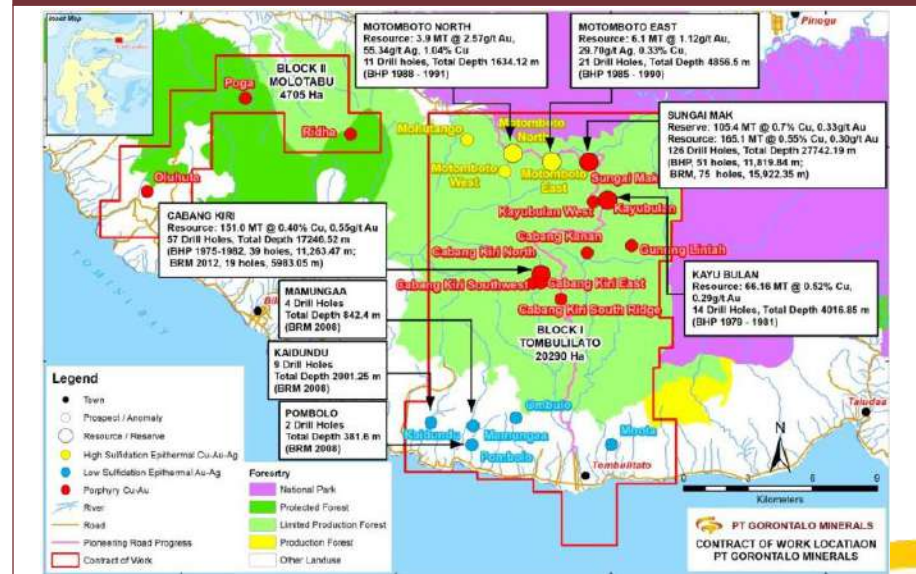 Inset Map
MOTOMBOTO NORTH
Resource: 3.9 MT @ 2.57g/t Au,
55.34g/t Ag, 1.04% Cu
11 Drill holes, Total Depth 1634.12 m
(BHP 1988 - 1991)
MOTOMBOTO EAST
Resource: 6.1 MT @ 1.12g/t Au,
29.70g/t Ag, 0.33% Cu,
21 Drill holes, Total Depth 4856.5 m
(BHP 1985 - 1990)
Pinogu
BLOCK II
MOLOTABU
4705 Ha
Poga
Ridha
Oluhuta
SUNGAI MAK
Reserve: 105.4 MT @ 0.7% Cu, 0.33g/t Au
Resource: 165.1 MT @ 0.55% Cu, 0.30g/t Au
126 Drill Holes, Total Depth 27742.19 m
(BHP, 51 holes, 11,819.84 m;
BRM, 75 holes, 15,922.35 m)
Mohutango
Motomboto
North
Motomboto
West
Motomboto
East
Sungai Mak
Kayubulan West
Kayubulan
CABANG KIRI
Resource: 151.0 MT @ 0.40% Cu, 0.55g/t Au
57 Drill Holes, Total Depth 17246.52 m
(BHP 1975-1982, 39 holes, 11,263.47 m;
BRM 2012, 19 holes, 5983.05 m)
Cabang Kanan
Gunung Lintah
Cabang Kiri North
Cabang Kiri Southwest
Cabang Kiri East
Cabang Kiri South Ridge
KAYU BULAN
Resource: 66.16 MT @ 0.52% Cu,
0.29g/t Au
14 Drill Holes, Total Depth 4016.85 m
(BHP 1979 - 1981)
TOMINI BAY
MAMUNGAA
4 Drill Holes
Total Depth 842.4 m
(BRM 2008)
BLOCK I
TOMBULILATO
20290 Ha
KAIDUNDU
9 Drill Holes
Total Depth 2001.25 m
(BRM 2008)
POMBOLO
2 Drill Holes
Total Depth 381.6 m
(BRM 2008)
Umbulo
Kaidundu
Mamungaa
Pombolo
Moota
Tombulilato
Taludaa
N
Kilometers
Legend
Town
Prospect / Anomaly
Resource / Reserve
High Sulfidation Epithermal Cu-Au-Ag
Low Sulfidation Epithermal Au-Ag
Porphyry Cu-Au
River
Road
Pioneering Road Progress
Contract of Work
Forestry
National Park
Protected Forest
Limited Production Forest
Production Forest
Other Landuse
PT GORONTALO MINERALS
CONTRACT OF WORK LOCATIAON
PT GORONTALO MINERALS